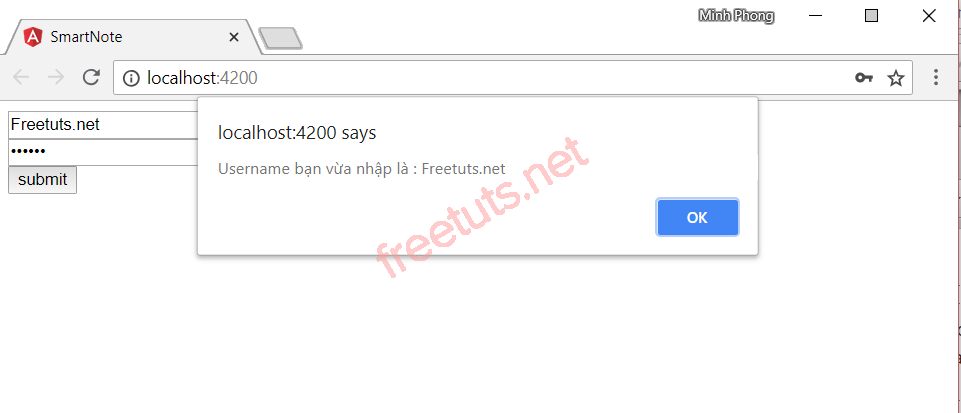 Minh Phong
SmartNote
localhost:4200
localhost:4200 says
Freetuts.net
Username bạn vừa nhập là : Freetuts.net
••••••
submit
OK
freetuts.net